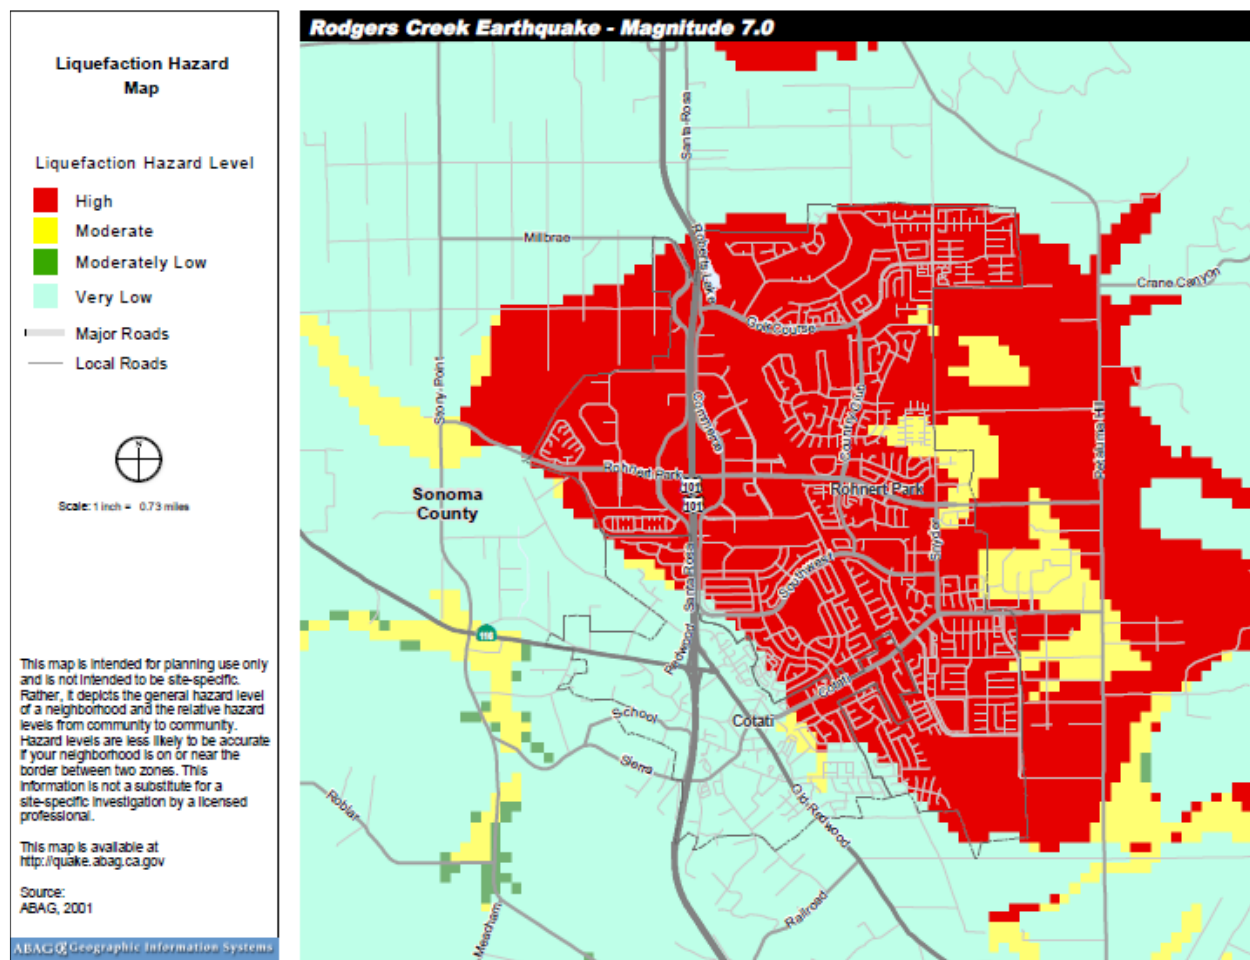 Rodgers Creek Earthquake - Magnitude 7.0
Liquefaction Hazard
Map
Liquefaction Hazard Level
High
Moderate
Moderately Low
Very Low
Major Roads
Local Roads
N
Scale: 1 inch = 0.73 miles
This map is intended for planning use only
and is not intended to be site-specific.
Rather, it depicts the general hazard level
of a neighborhood and the relative hazard
levels from community to community.
Hazard levels are less likely to be accurate
if your neighborhood is on or near the
border between two zones. This
information is not a substitute for a
site-specific investigation by a licensed
professional.
This map is available at
http://quake.abag.ca.gov
Source:
ABAG, 2001
ABAG Geographic Information Systems
Santa Rosa
Millbrae
Roberts Lake
Crane Canyon
Golf Course
Stony Point
Commerce
Country Club
Petaluma Hill
Rohnert Park
Rohnert Park
101
101
Sonoma
County
Snyder
Santa Rosa
Southwest
116
Redwood
Cotati
School
Cotati
Sierra
Roblar
Old Redwood
Railroad
Meacham